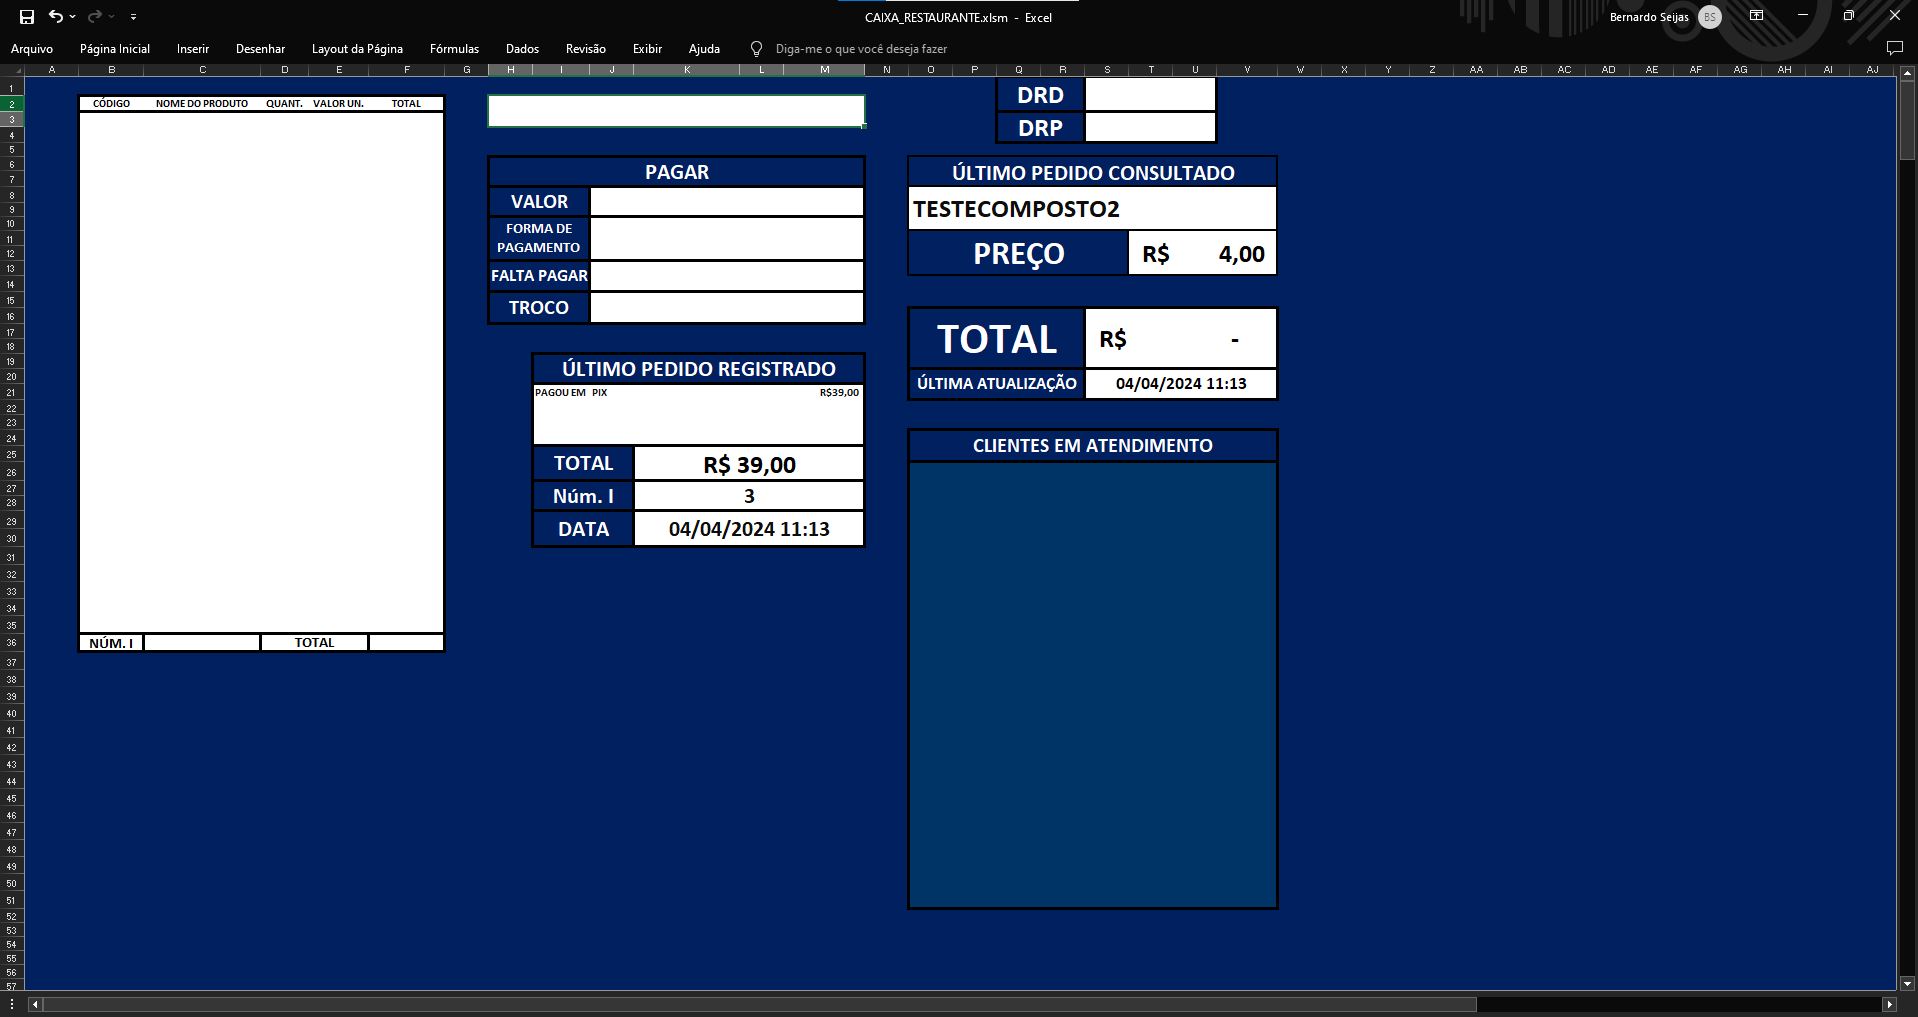 CAIXA_RESTAURANTE.xlsm - Excel
Bernardo Seijas BS
Arquivo Página Inicial Inserir Desenhar Layout da Página Fórmulas Dados Revisão Exibir Ajuda Diga-me o que você deseja fazer
A B C D E F G H I J K L M N O P Q R S T U V W X Y Z AA AB AC AD AE AF AG AH AI AJ
1
2
3
4
5
6
7
8
9
10
11
12
13
14
15
16
17
18
19
20
21
22
23
24
25
26
27
28
29
30
31
32
33
34
35
36
37
38
39
40
41
42
43
44
45
46
47
48
49
50
51
52
53
54
55
56
57
CÓDIGO NOME DO PRODUTO QUANT. VALOR UN. TOTAL
NÚM. I TOTAL
PAGAR
VALOR
FORMA DE
PAGAMENTO
FALTA PAGAR
TROCO
ÚLTIMO PEDIDO REGISTRADO
PAGOU EM PIX R$39,00
TOTAL R$ 39,00
Núm. I 3
DATA 04/04/2024 11:13
DRD
DRP
ÚLTIMO PEDIDO CONSULTADO
TESTECOMPOSTO2
PREÇO R$ 4,00
TOTAL R$ -
ÚLTIMA ATUALIZAÇÃO 04/04/2024 11:13
CLIENTES EM ATENDIMENTO